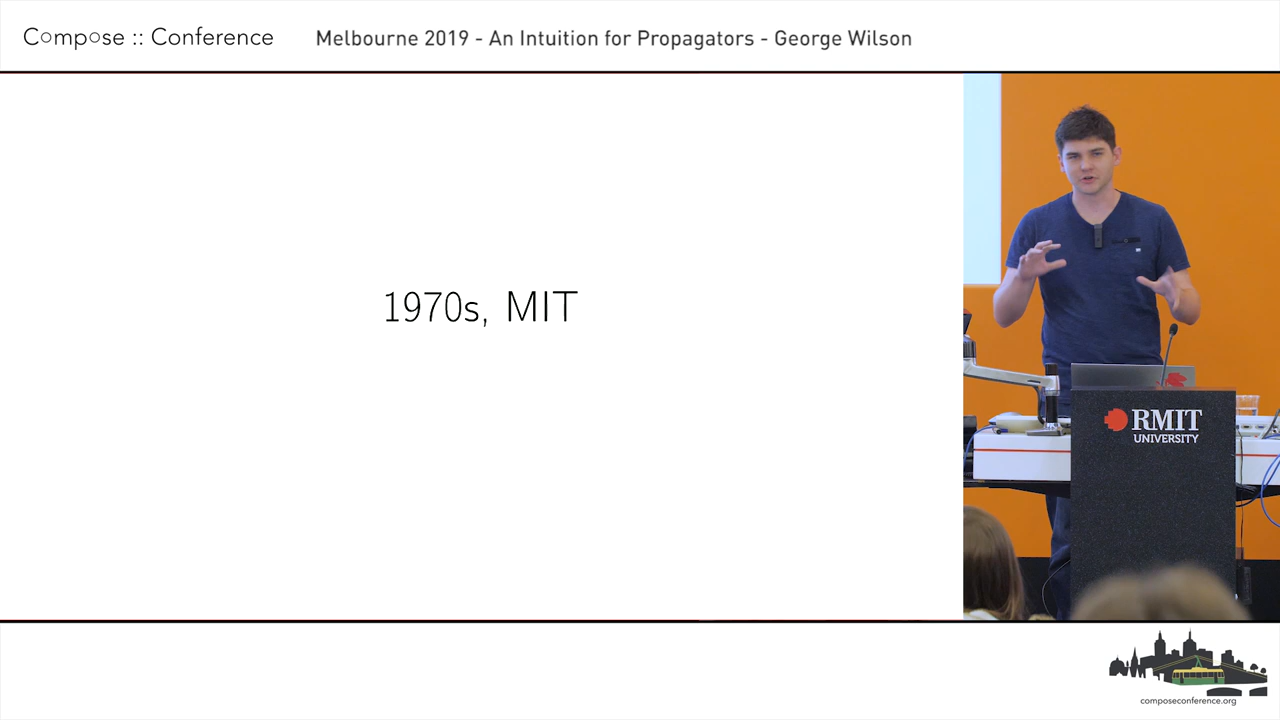 Compose :: Conference
Melbourne 2019 - An Intuition for Propagators - George Wilson
1970s, MIT
RMIT
UNIVERSITY
composeconference.org